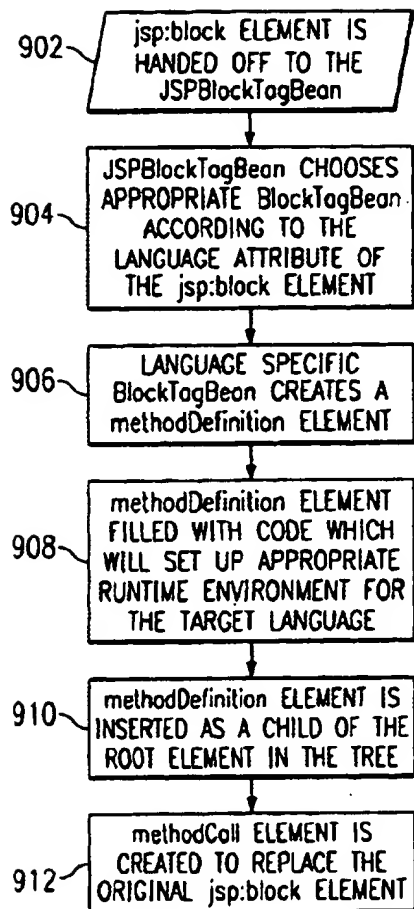 902
jsp:block ELEMENT IS
HANDED OFF TO THE
JSPBlockTagBean
904
JSPBlockTagBean CHOOSES
APPROPRIATE BlockTagBean
ACCORDING TO THE
LANGUAGE ATTRIBUTE OF
THE jsp:block ELEMENT
906
LANGUAGE SPECIFIC
BlockTagBean CREATES A
methodDefinition ELEMENT
908
methodDefinition ELEMENT
FILLED WITH CODE WHICH
WILL SET UP APPROPRIATE
RUNTIME ENVIRONMENT FOR
THE TARGET LANGUAGE
910
methodDefinition ELEMENT IS
INSERTED AS A CHILD OF THE
ROOT ELEMENT IN THE TREE
912
methodCall ELEMENT IS
CREATED TO REPLACE THE
ORIGINAL jsp:block ELEMENT